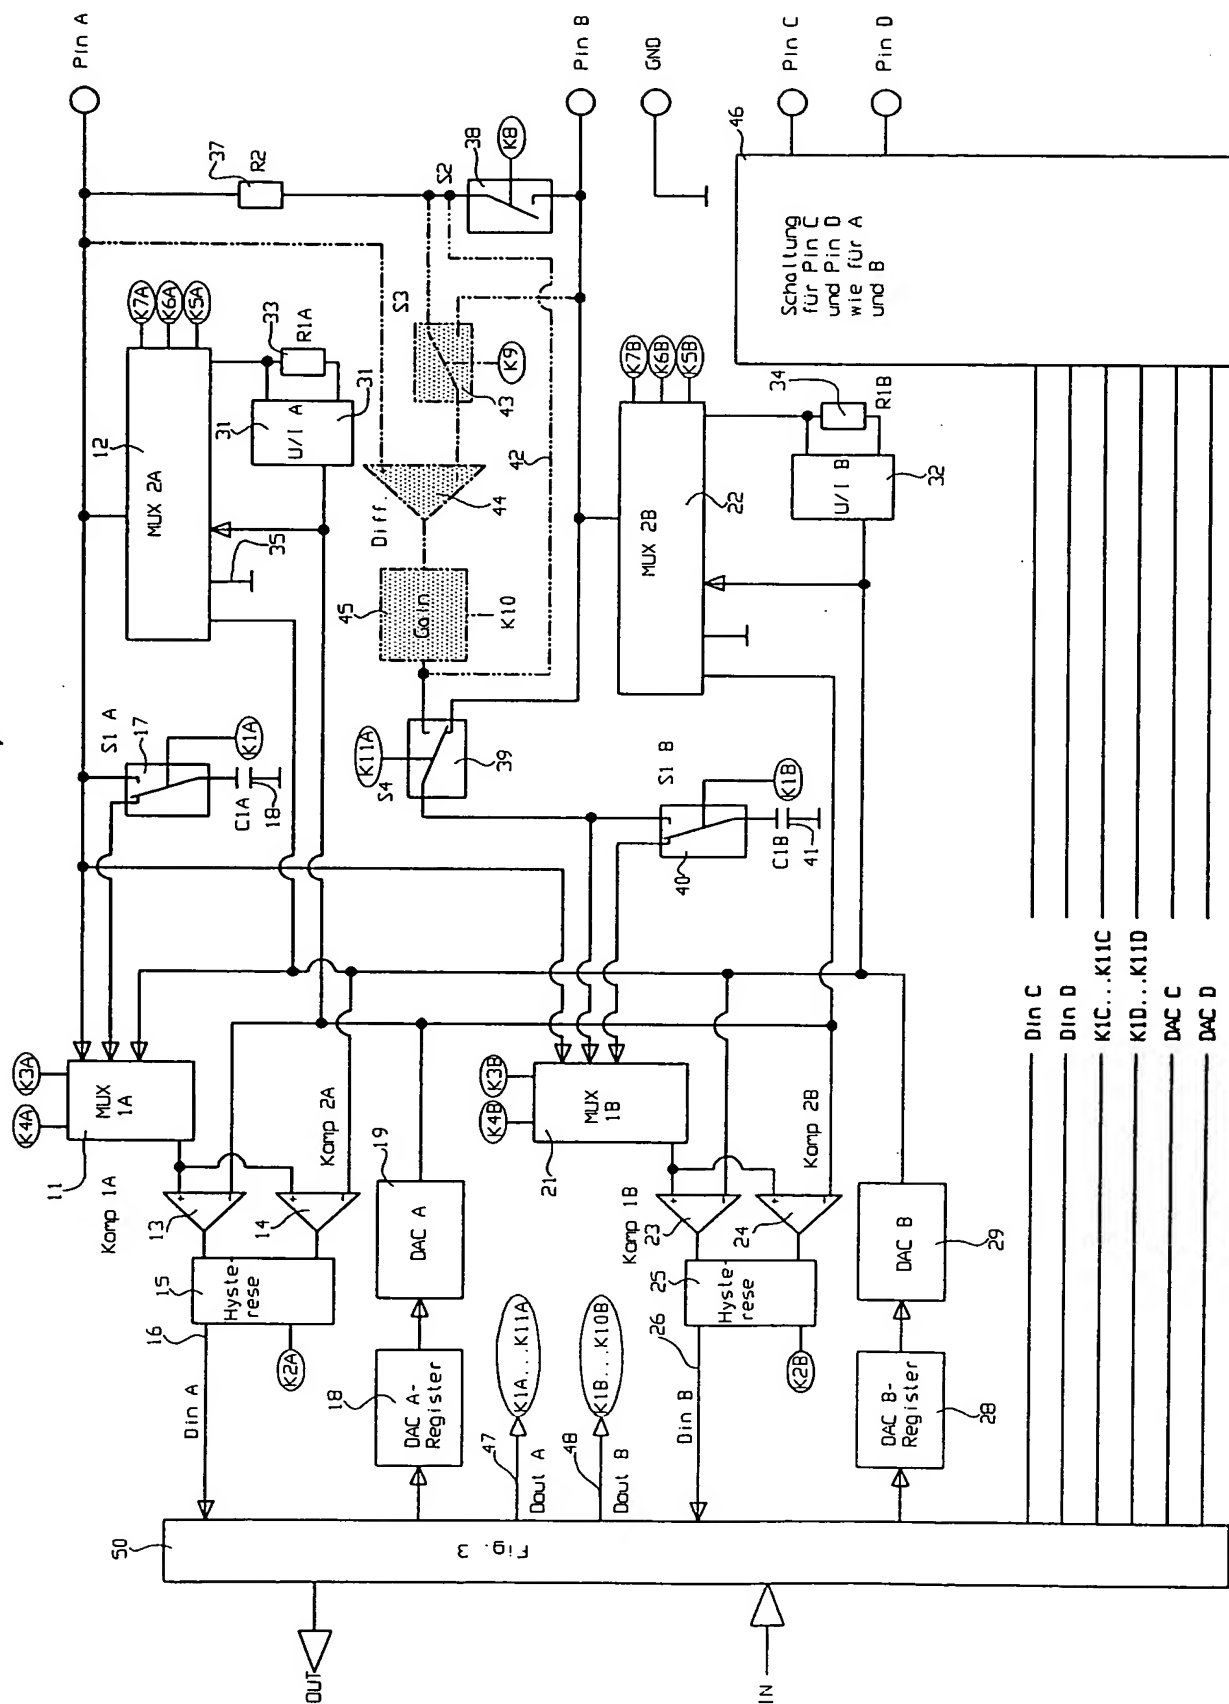 Pin A
Pin B
GND
Pin C
Pin D
37
R2
S2
38
K8
46
Schaltung
für Pin C
und Pin D
wie für A
und B
K7A
K6A
K5A
33
R1A
31
U/I A
31
12
MUX 2A
35
S3
K9
43
42
44
Diff.
45
Gain
K10
K7B
K6B
K5B
34
R1B
U/I B
32
MUX 2B
22
S1 A
17
K1A
C1A
18
K11A
S4
39
S1 B
K1B
C1B
41
40
K3A
K4A
MUX
1A
11
Komp 1A
Komp 2A
13
14
15
Hyste-
rese
16
K2A
Din A
19
DAC A
18
DAC A-
Register
K3B
K4B
MUX
1B
21
Komp 1B
Komp 2B
23
24
25
Hyste-
rese
26
K2B
Din B
DAC B
29
DAC B-
Register
28
K1A...K11A
47
Dout A
K1B...K10B
48
Dout B
Din C
Din D
K1C...K11C
K1D...K11D
DAC C
DAC D
50
Fig. 3
OUT
IN